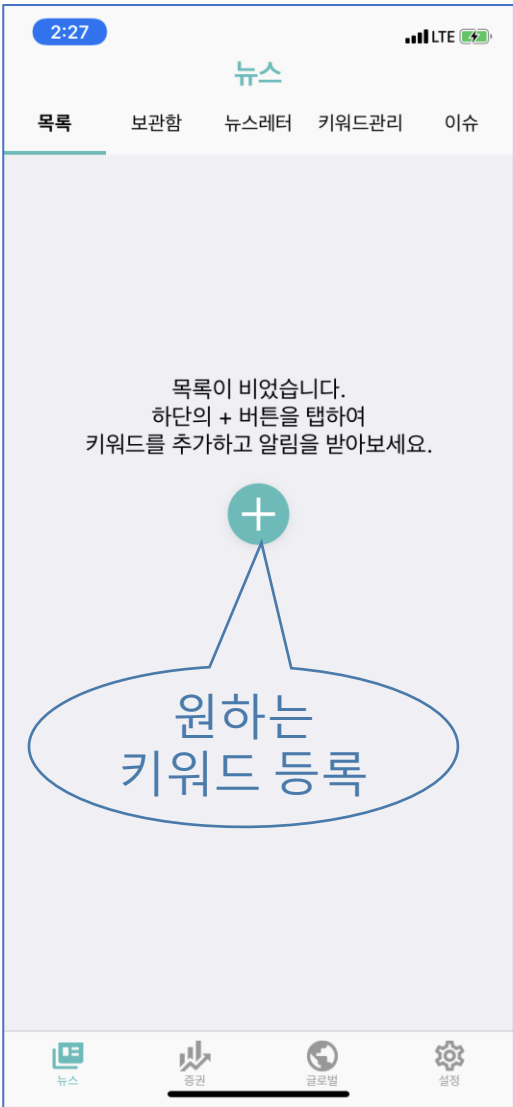 2:27
LTE
뉴스
목록 보관함 뉴스레터 키워드관리 이슈
목록이 비었습니다.
하단의 + 버튼을 탭하여
키워드를 추가하고 알림을 받아보세요.
원하는
키워드 등록
뉴스 증권 글로벌 설정